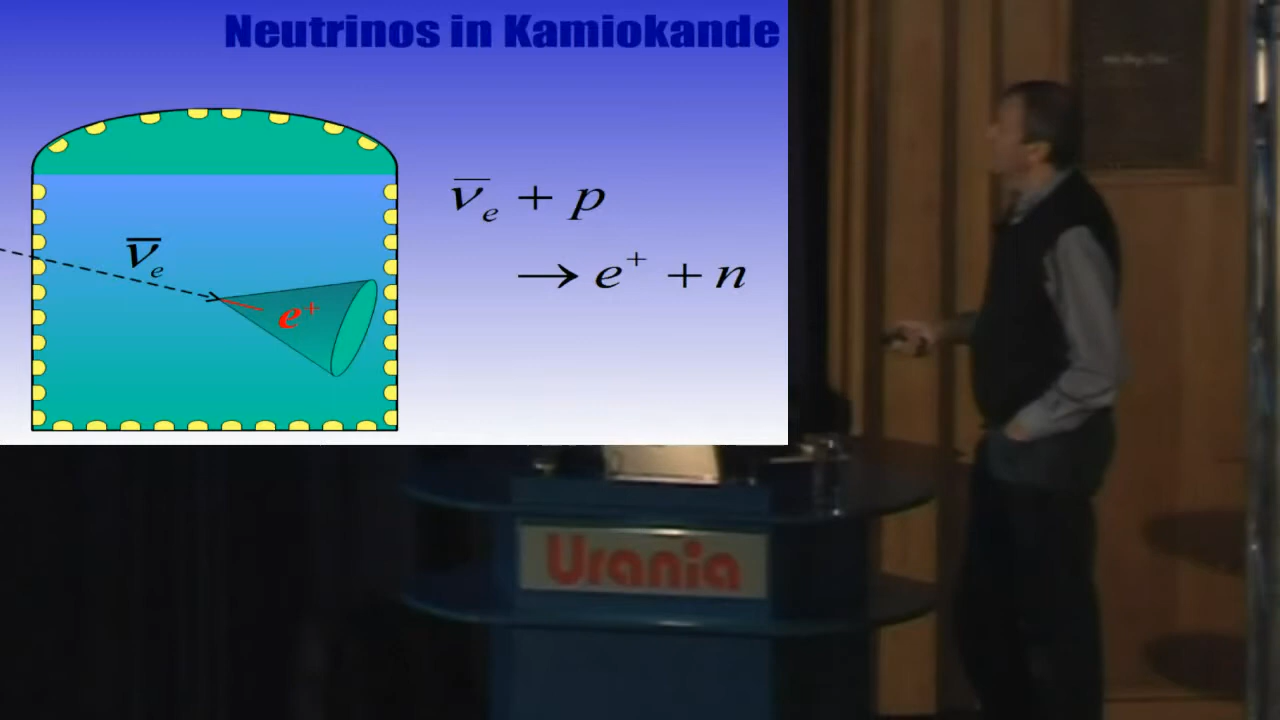 Neutrinos in Kamiokande
ν̅ₑ + p
→ e⁺ + n
ν̅ₑ
e⁺
Urania